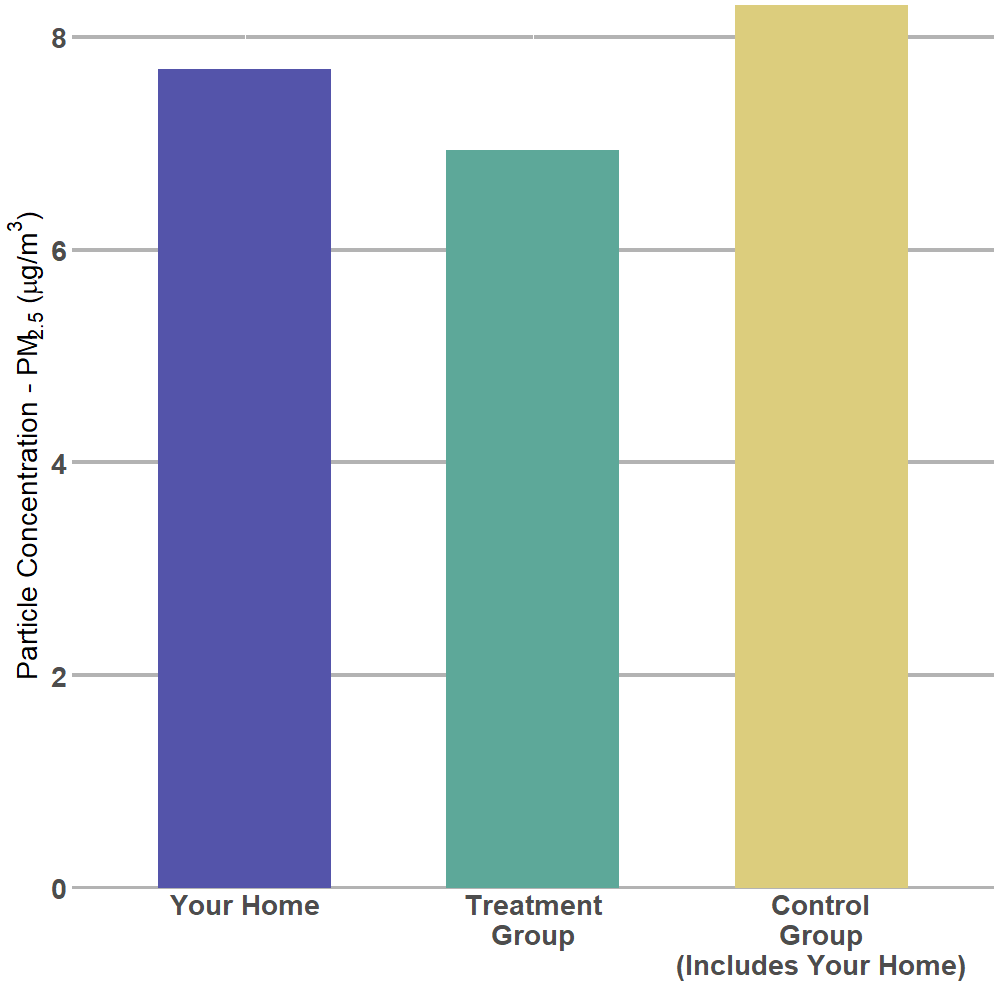 8
6
4
2
0
Particle Concentration - PM2.5 (μg/m³)
Your Home
Treatment
Group
Control
Group
(Includes Your Home)